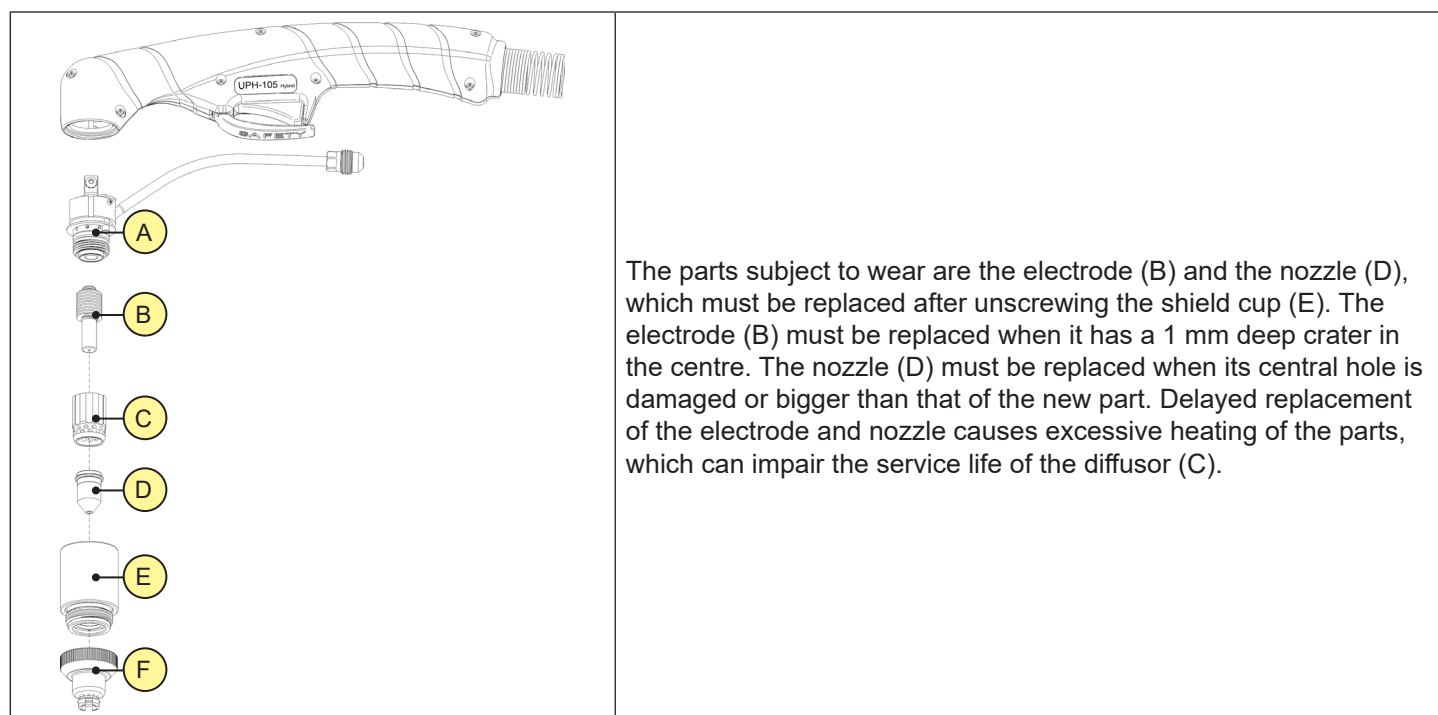 UPH-105 Hybrid
SAFETY
A
B
C
D
E
F
The parts subject to wear are the electrode (B) and the nozzle (D),
which must be replaced after unscrewing the shield cup (E). The
electrode (B) must be replaced when it has a 1 mm deep crater in
the centre. The nozzle (D) must be replaced when its central hole is
damaged or bigger than that of the new part. Delayed replacement
of the electrode and nozzle causes excessive heating of the parts,
which can impair the service life of the diffusor (C).